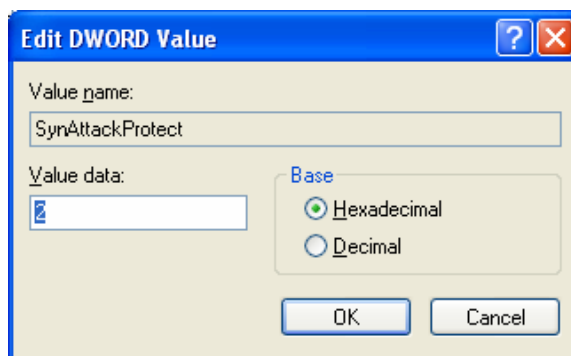 Edit DWORD Value
Value name:
SynAttackProtect
Value data:
2
Base
Hexadecimal
Decimal
OK
Cancel